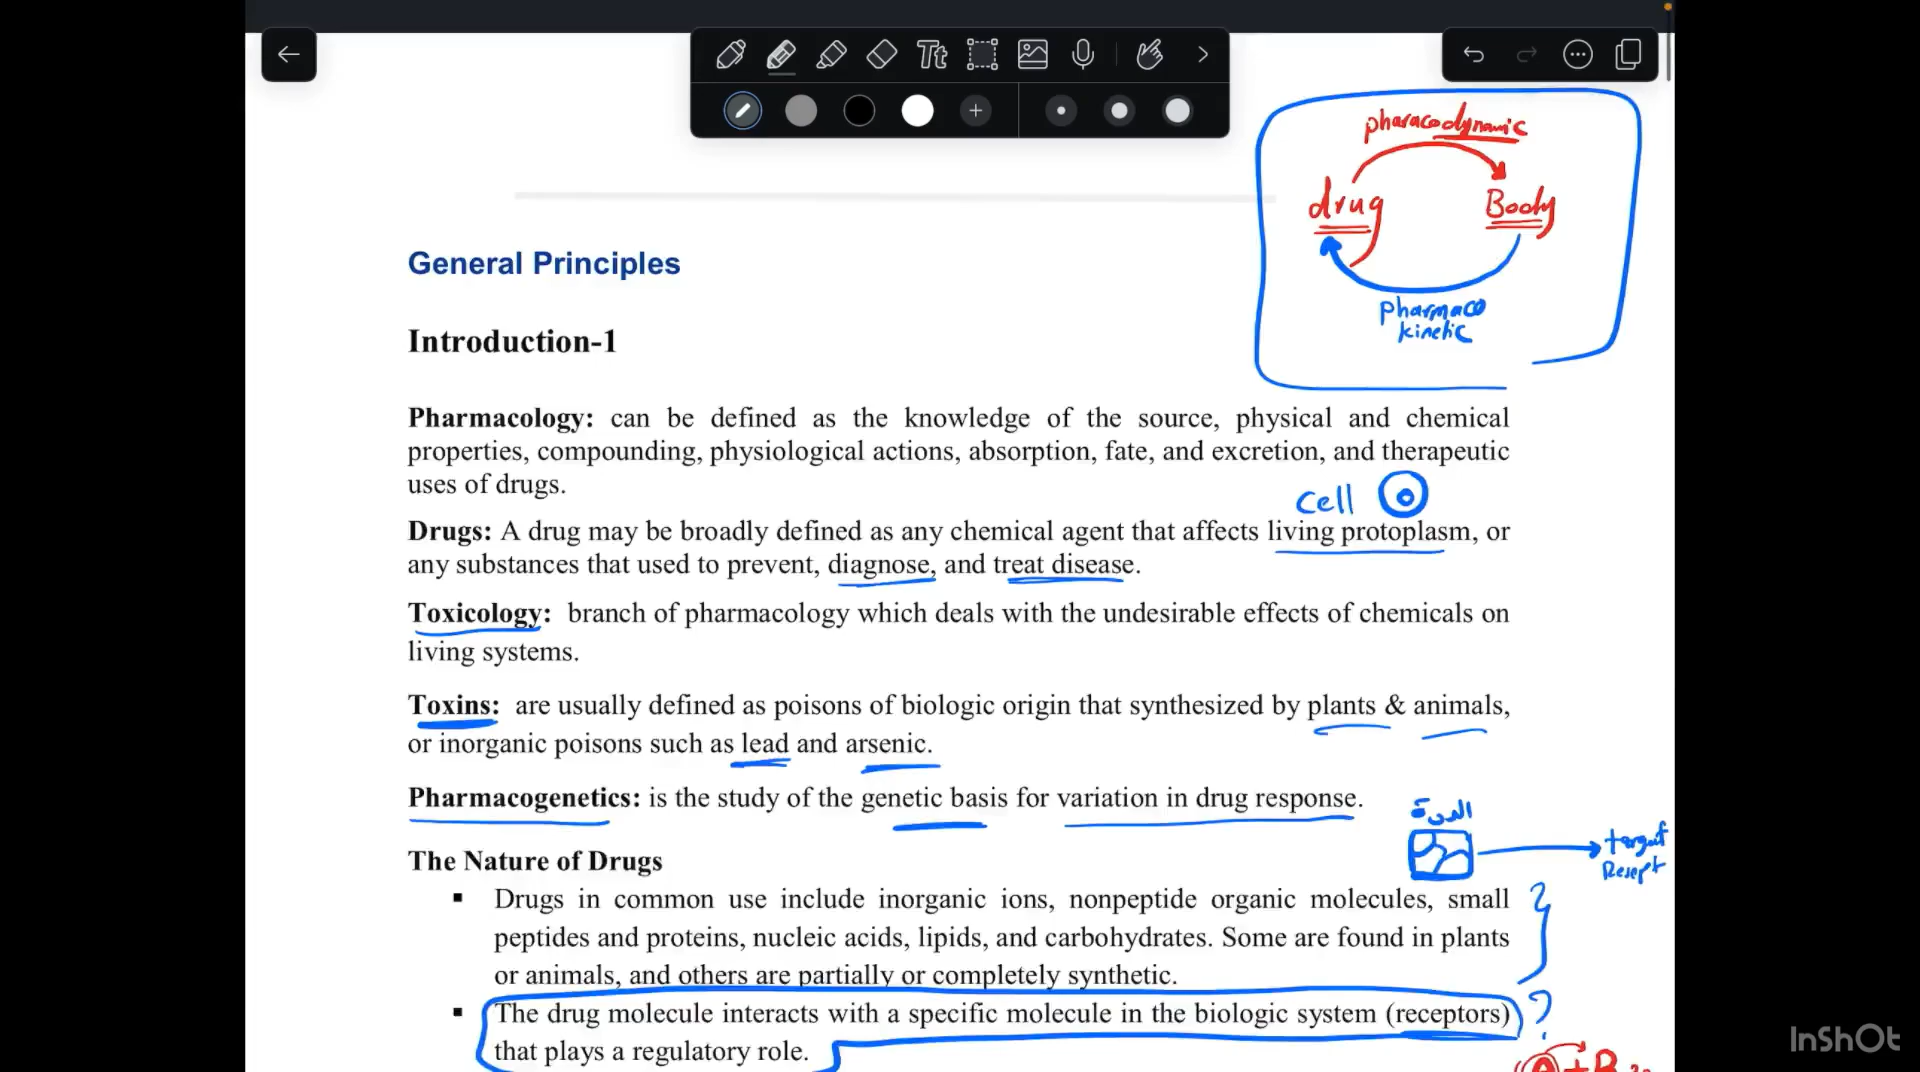 Tt
pharacodynamic
drug
Body
pharmaco
kinetic
General Principles
Introduction-1
Pharmacology: can be defined as the knowledge of the source, physical and chemical
properties, compounding, physiological actions, absorption, fate, and excretion, and therapeutic
uses of drugs.
cell
Drugs: A drug may be broadly defined as any chemical agent that affects living protoplasm, or
any substances that used to prevent, diagnose, and treat disease.
Toxicology: branch of pharmacology which deals with the undesirable effects of chemicals on
living systems.
Toxins: are usually defined as poisons of biologic origin that synthesized by plants & animals,
or inorganic poisons such as lead and arsenic.
Pharmacogenetics: is the study of the genetic basis for variation in drug response.
target
Resept
The Nature of Drugs
▪ Drugs in common use include inorganic ions, nonpeptide organic molecules, small
peptides and proteins, nucleic acids, lipids, and carbohydrates. Some are found in plants
or animals, and others are partially or completely synthetic.
▪ The drug molecule interacts with a specific molecule in the biologic system (receptors)
that plays a regulatory role.
?
InShOt